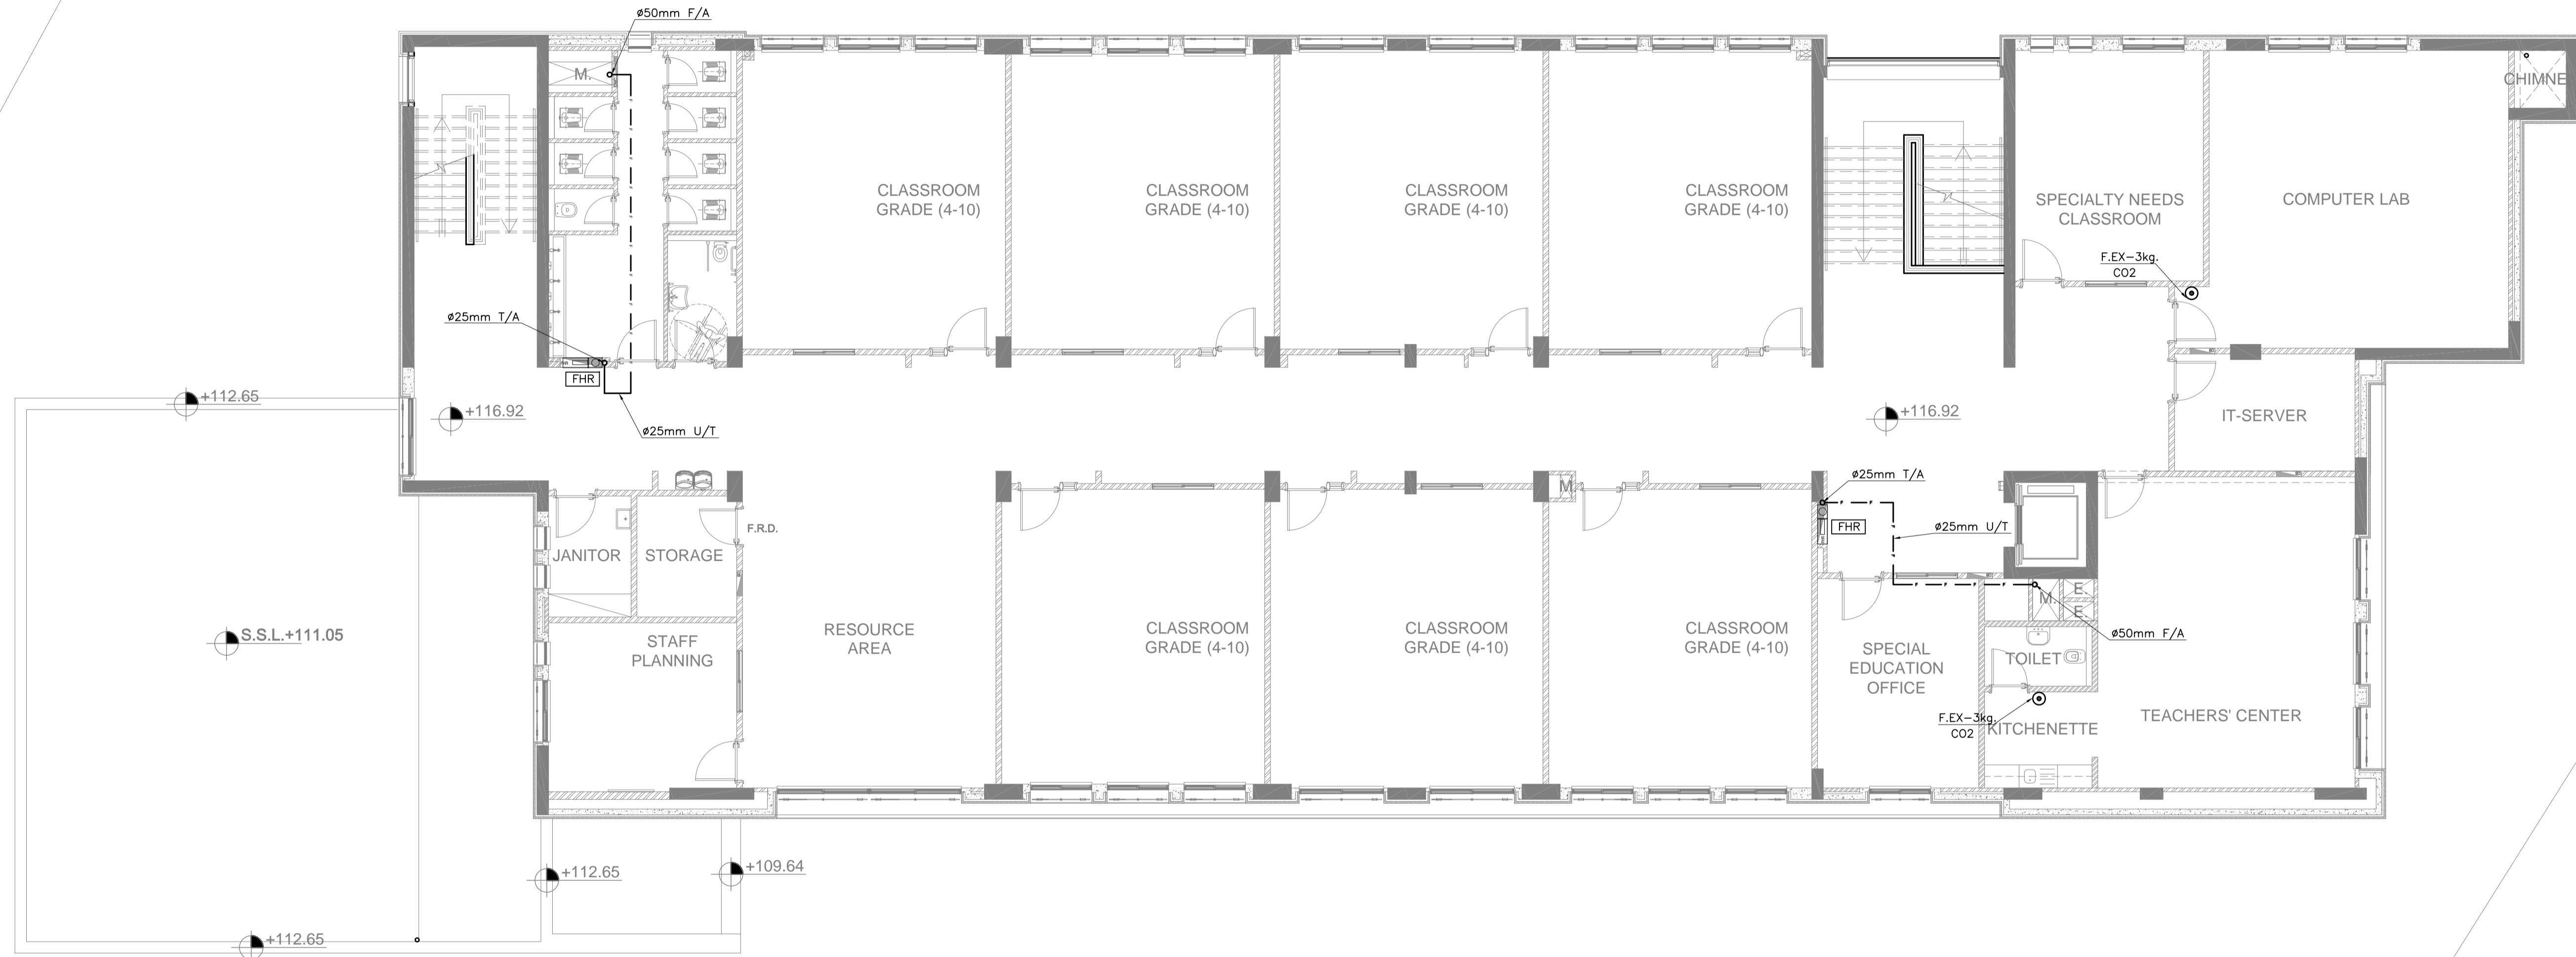 ø50mm F/A
M.
CHIMNE
CLASSROOM
GRADE (4-10)
CLASSROOM
GRADE (4-10)
CLASSROOM
GRADE (4-10)
CLASSROOM
GRADE (4-10)
SPECIALTY NEEDS
CLASSROOM
COMPUTER LAB
F.EX-3kg.
CO2
ø25mm T/A
FHR
+112.65
+116.92
+116.92
IT-SERVER
ø25mm U/T
ø25mm T/A
M.
FHR
ø25mm U/T
F.R.D.
JANITOR
STORAGE
E.
E.
M.
S.S.L.+111.05
STAFF
PLANNING
RESOURCE
AREA
CLASSROOM
GRADE (4-10)
CLASSROOM
GRADE (4-10)
CLASSROOM
GRADE (4-10)
SPECIAL
EDUCATION
OFFICE
ø50mm F/A
TOILET
F.EX-3kg.
CO2
KITCHENETTE
TEACHERS' CENTER
+112.65
+109.64
+112.65